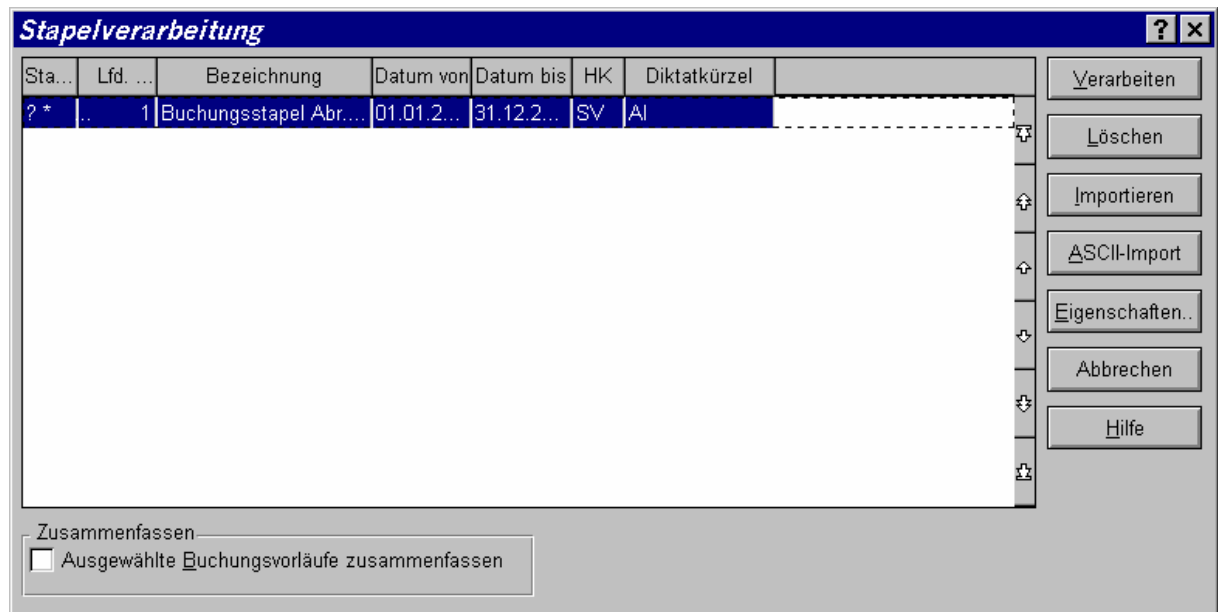 Stapelverarbeitung
Sta... Lfd. ... Bezeichnung Datum von Datum bis HK Diktatkürzel
? * .. 1 Buchungsstapel Abr.... 01.01.2... 31.12.2... SV AI
Verarbeiten
Löschen
Importieren
ASCII-Import
Eigenschaften..
Abbrechen
Hilfe
Zusammenfassen
Ausgewählte Buchungsvorläufe zusammenfassen